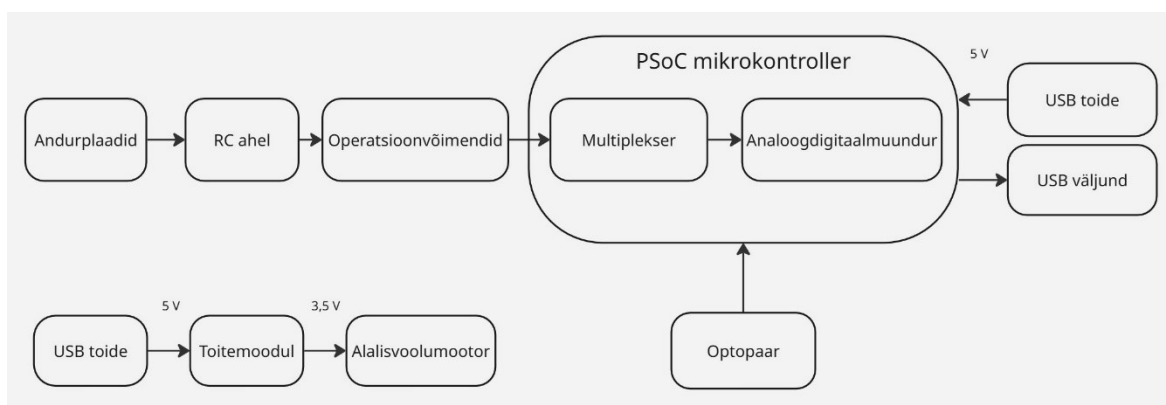 PSoC mikrokontroller
5 V
USB toide
Andurplaadid
RC ahel
Operatsioonvõimendid
Multiplekser
Analoogdigitaalmuundur
USB väljund
5 V
3,5 V
USB toide
Toitemoodul
Alalisvoolumootor
Optopaar